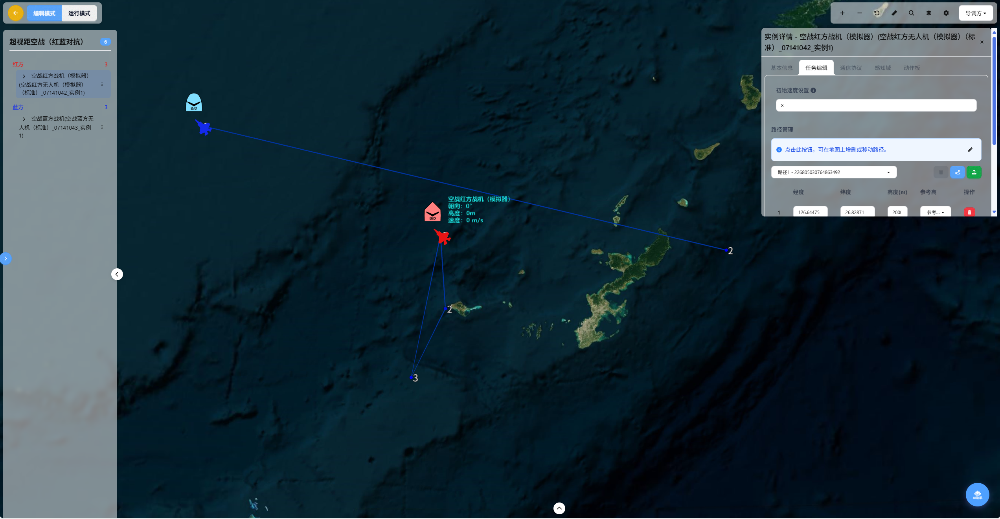 编辑模式
运行模式
导调方
超视距空战（红蓝对抗）
6
红方
3
空战红方战机（模拟器）
(空战红方无人机（模拟器）
（标准）_07141042_实例1)
蓝方
3
空战蓝方战机(空战蓝方无
人机（标准）_07141043_实例
1)
B/D
空战红方战机（模拟器）
朝向：0°
高度：0m
速度：0 m/s
B/D
2
2
3
实例详情 - 空战红方战机（模拟器）(空战红方无人机（模拟器）（标
准）_07141042_实例1)
基本信息
任务编辑
通信协议
感知域
动作板
初始速度设置
8
路径管理
点击此按钮，可在地图上增删或移动路径。
路径1 - 226805030764863492
经度
纬度
高度(m)
参考高
操作
1
126.64475
26.82871
200
参考...
AI助手